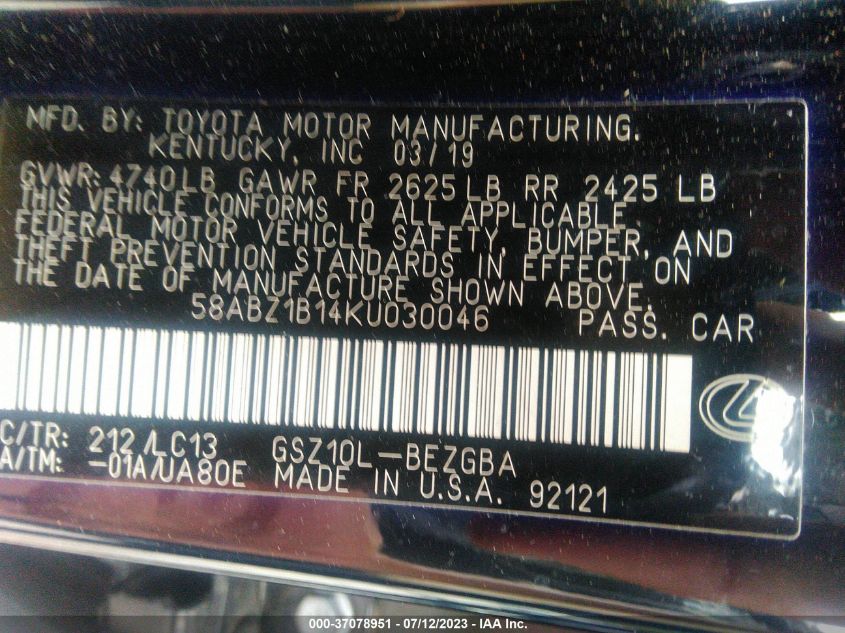 MFD. BY: TOYOTA MOTOR MANUFACTURING.
KENTUCKY, INC 03/19
GVWR: 4740LB GAWR FR 2625 LB RR 2425 LB
THIS VEHICLE CONFORMS TO ALL APPLICABLE
FEDERAL MOTOR VEHICLE SAFETY, BUMPER, AND
THEFT PREVENTION STANDARDS IN EFFECT ON
THE DATE OF MANUFACTURE SHOWN ABOVE.
58ABZ1B14KU030046 PASS. CAR
C/TR: 212/LC13 GSZ10L-BEZGBA
A/TM: -01A/UA80E MADE IN U.S.A. 92121
000-37078951 - 07/12/2023 - IAA Inc.